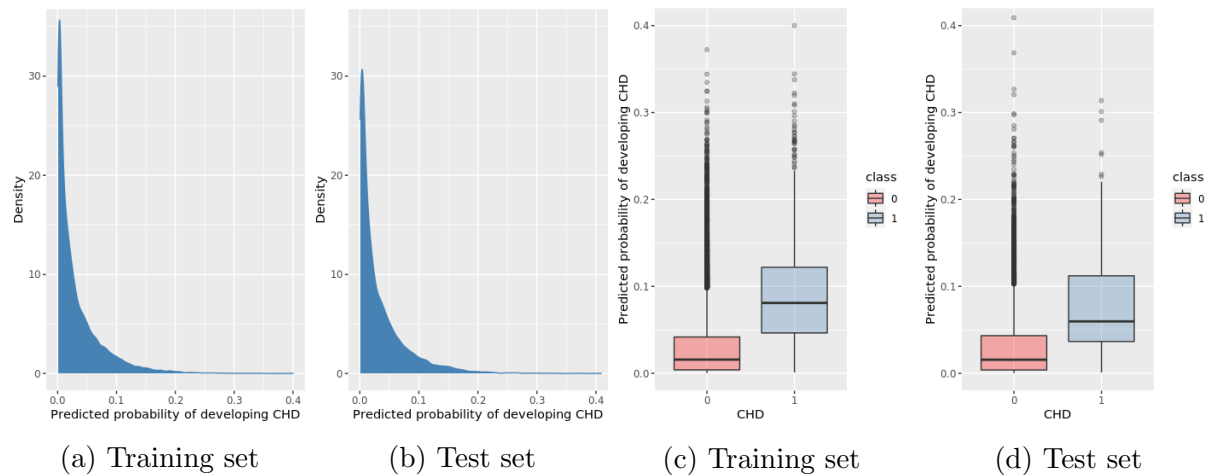 30
20
10
0
Density
0.0 0.1 0.2 0.3 0.4
Predicted probability of developing CHD
(a) Training set
30
20
10
0
Density
0.0 0.1 0.2 0.3 0.4
Predicted probability of developing CHD
(b) Test set
0.4
0.3
0.2
0.1
0.0
Predicted probability of developing CHD
0 1
CHD
class
0
1
(c) Training set
0.4
0.3
0.2
0.1
0.0
Predicted probability of developing CHD
0 1
CHD
class
0
1
(d) Test set